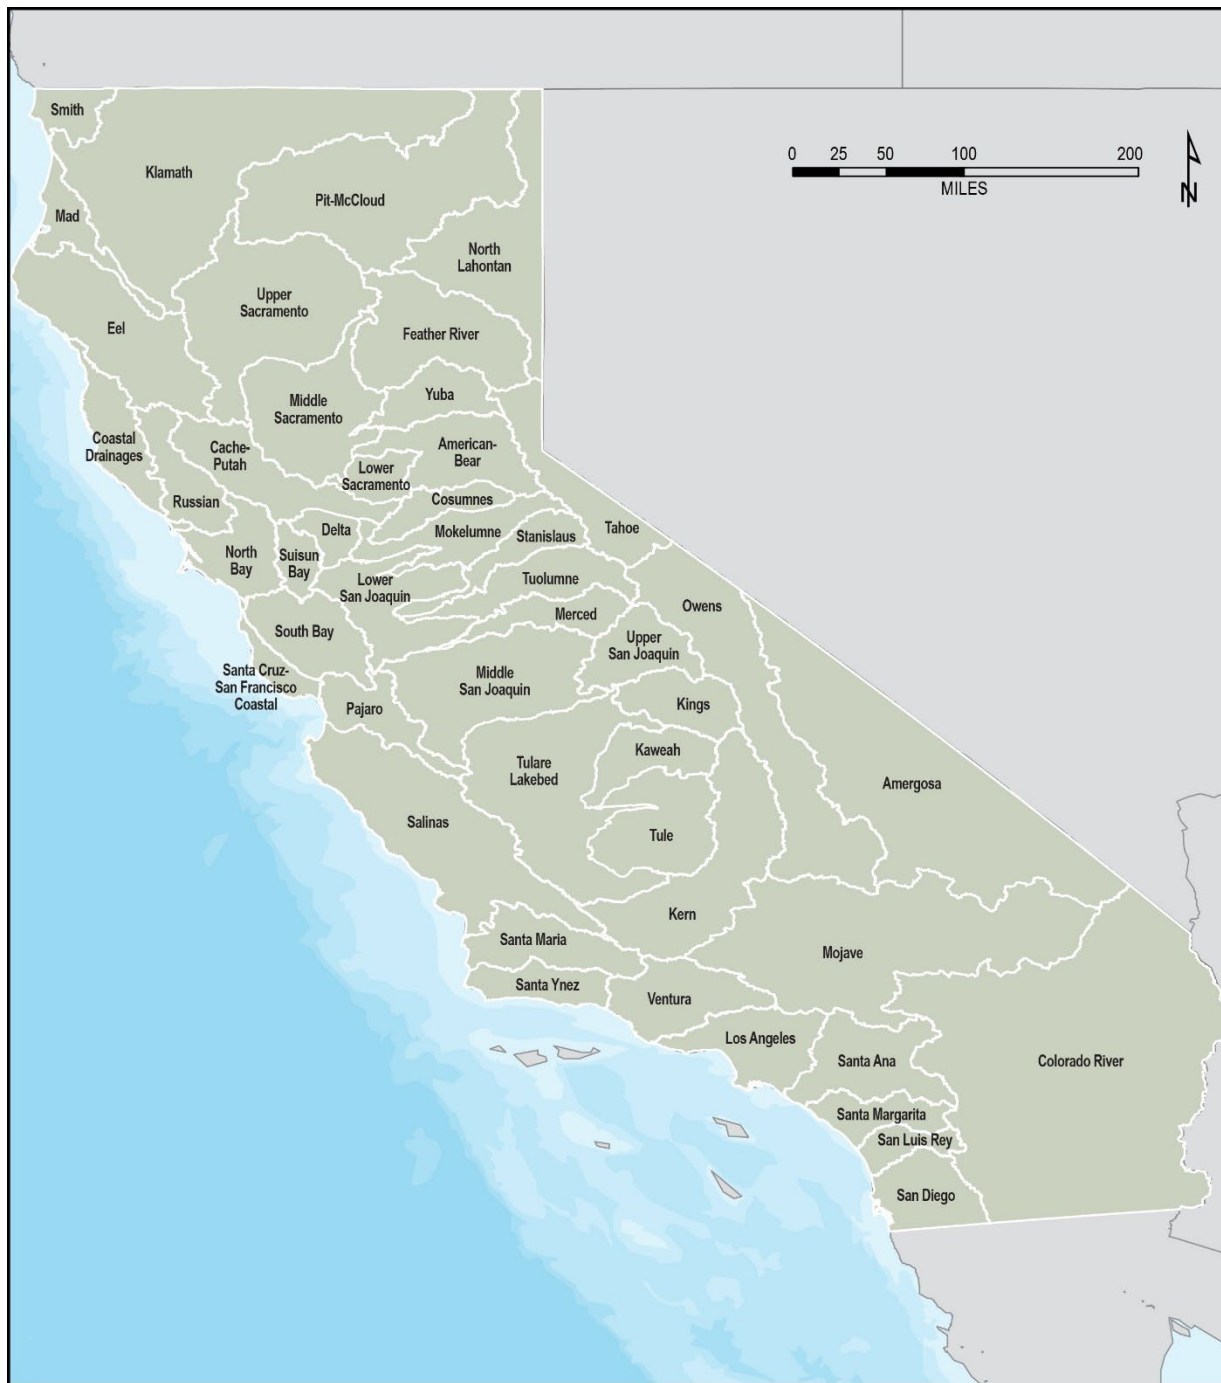 Smith
Klamath
0 25 50 100 200
MILES
N
Pit-McCloud
Mad
North
Lahontan
Upper
Sacramento
Eel
Feather River
Yuba
Middle
Sacramento
Coastal
Drainages
Cache-
Putah
American-
Bear
Lower
Sacramento
Russian
Cosumnes
Delta
Mokelumne
Stanislaus
Tahoe
North
Bay
Suisun
Bay
Lower
San Joaquin
Tuolumne
Owens
Merced
South Bay
Upper
San Joaquin
Santa Cruz-
San Francisco
Coastal
Middle
San Joaquin
Pajaro
Kings
Kaweah
Tulare
Lakebed
Amergosa
Salinas
Tule
Kern
Santa Maria
Mojave
Santa Ynez
Ventura
Los Angeles
Santa Ana
Colorado River
Santa Margarita
San Luis Rey
San Diego